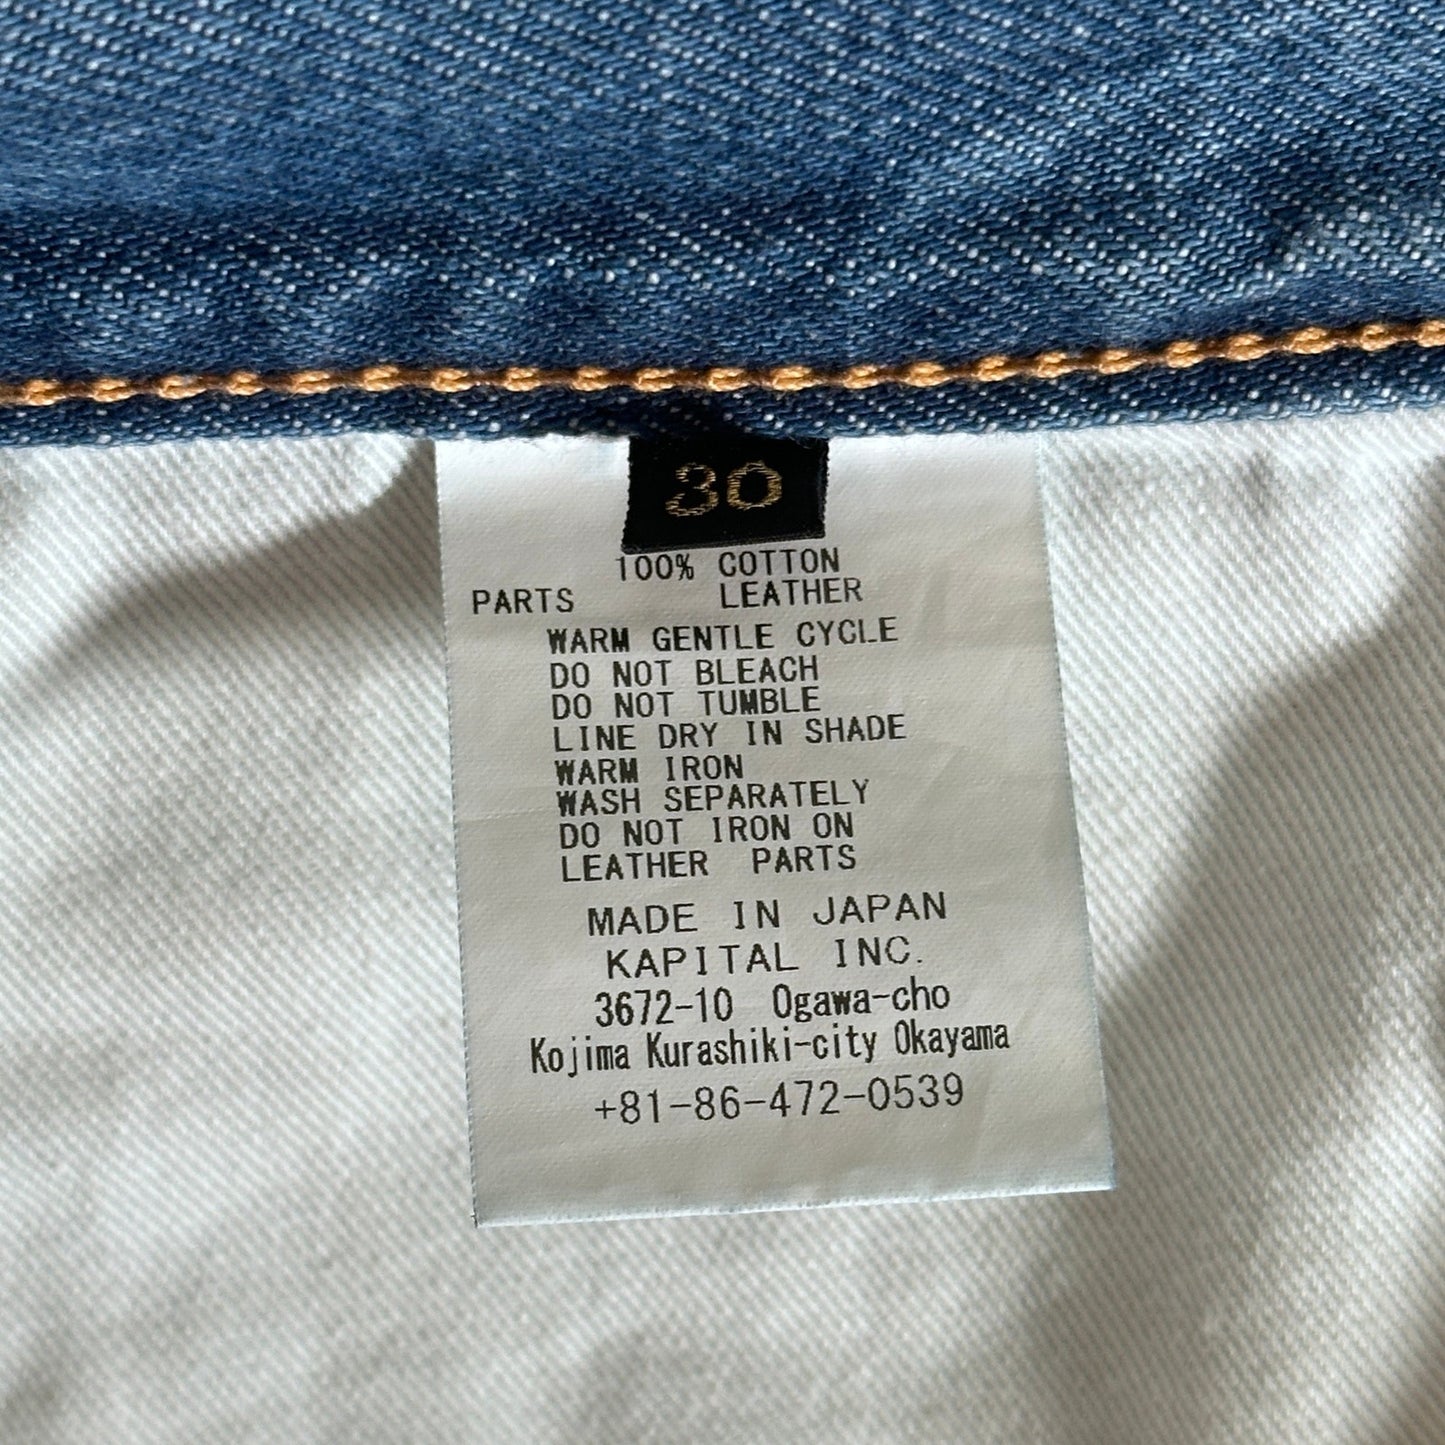 30
100% COTTON
PARTS LEATHER
WARM GENTLE CYCLE
DO NOT BLEACH
DO NOT TUMBLE
LINE DRY IN SHADE
WARM IRON
WASH SEPARATELY
DO NOT IRON ON
LEATHER PARTS
MADE IN JAPAN
KAPITAL INC.
3672-10 Ogawa-cho
Kojima Kurashiki-city Okayama
+81-86-472-0539